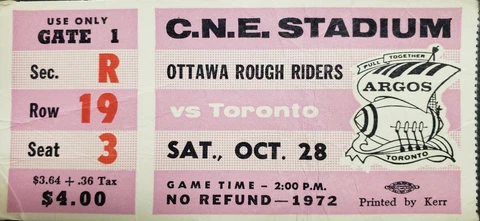 USE ONLY
GATE 1
Sec. R
Row 19
Seat 3
$3.64 + .36 Tax
$4.00
C.N.E. STADIUM
OTTAWA ROUGH RIDERS
vs Toronto
SAT., OCT. 28
GAME TIME - 2:00 P.M.
NO REFUND—1972
PULL TOGETHER
ARGOS
TORONTO
Printed by Kerr